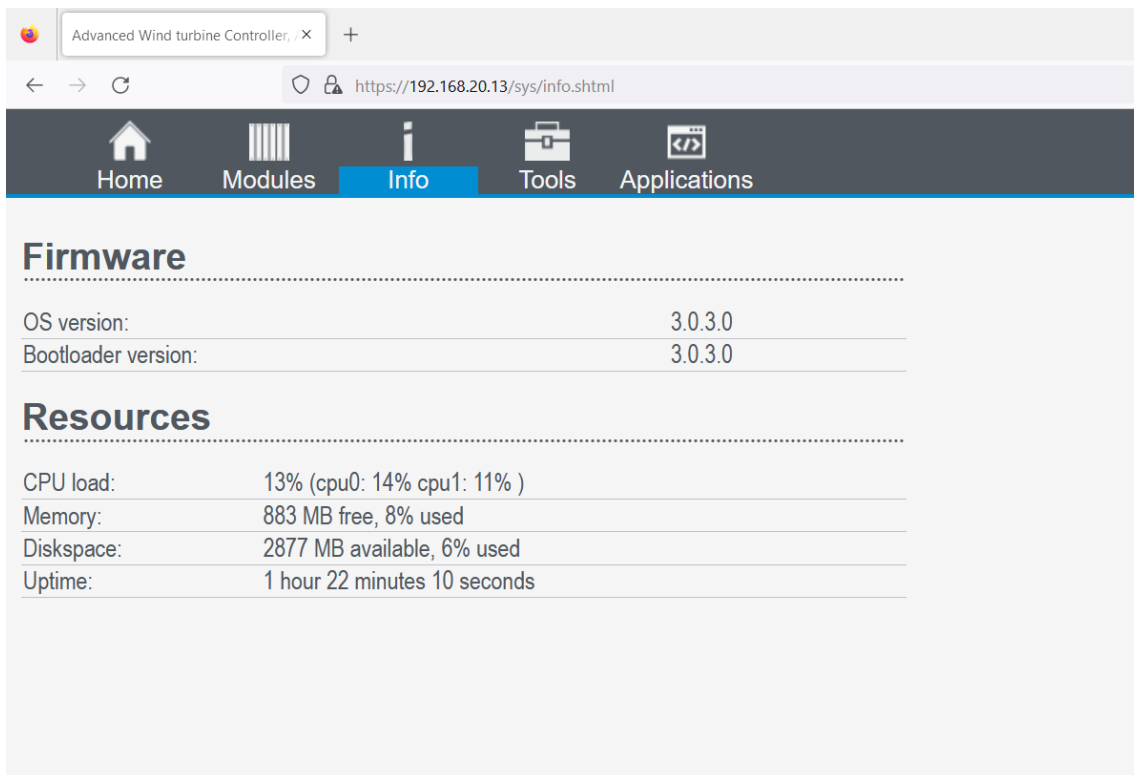 Advanced Wind turbine Controller,
https://192.168.20.13/sys/info.shtml
Home Modules Info Tools Applications
Firmware
OS version: 3.0.3.0
Bootloader version: 3.0.3.0
Resources
CPU load: 13% (cpu0: 14% cpu1: 11% )
Memory: 883 MB free, 8% used
Diskspace: 2877 MB available, 6% used
Uptime: 1 hour 22 minutes 10 seconds